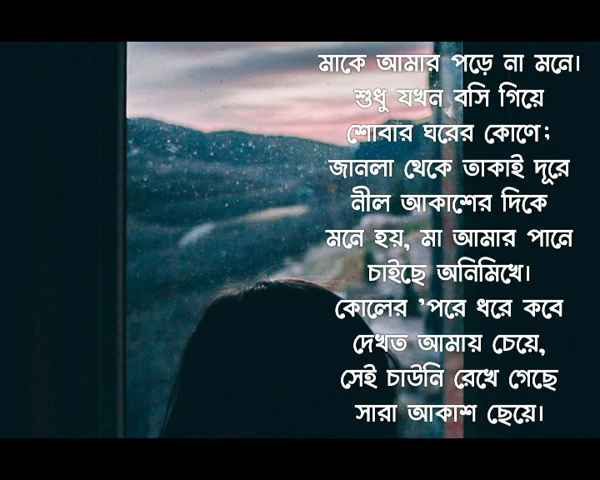 মাকে আমার পড়ে না মনে।
শুধু যখন বসি গিয়ে
শোবার ঘরের কোণে;
জানলা থেকে তাকাই দূরে
নীল আকাশের দিকে
মনে হয়, মা আমার পানে
চাইছে অনিমিখে।
কোলের ’পরে ধরে কবে
দেখত আমায় চেয়ে,
সেই চাউনি রেখে গেছে
সারা আকাশ ছেয়ে।